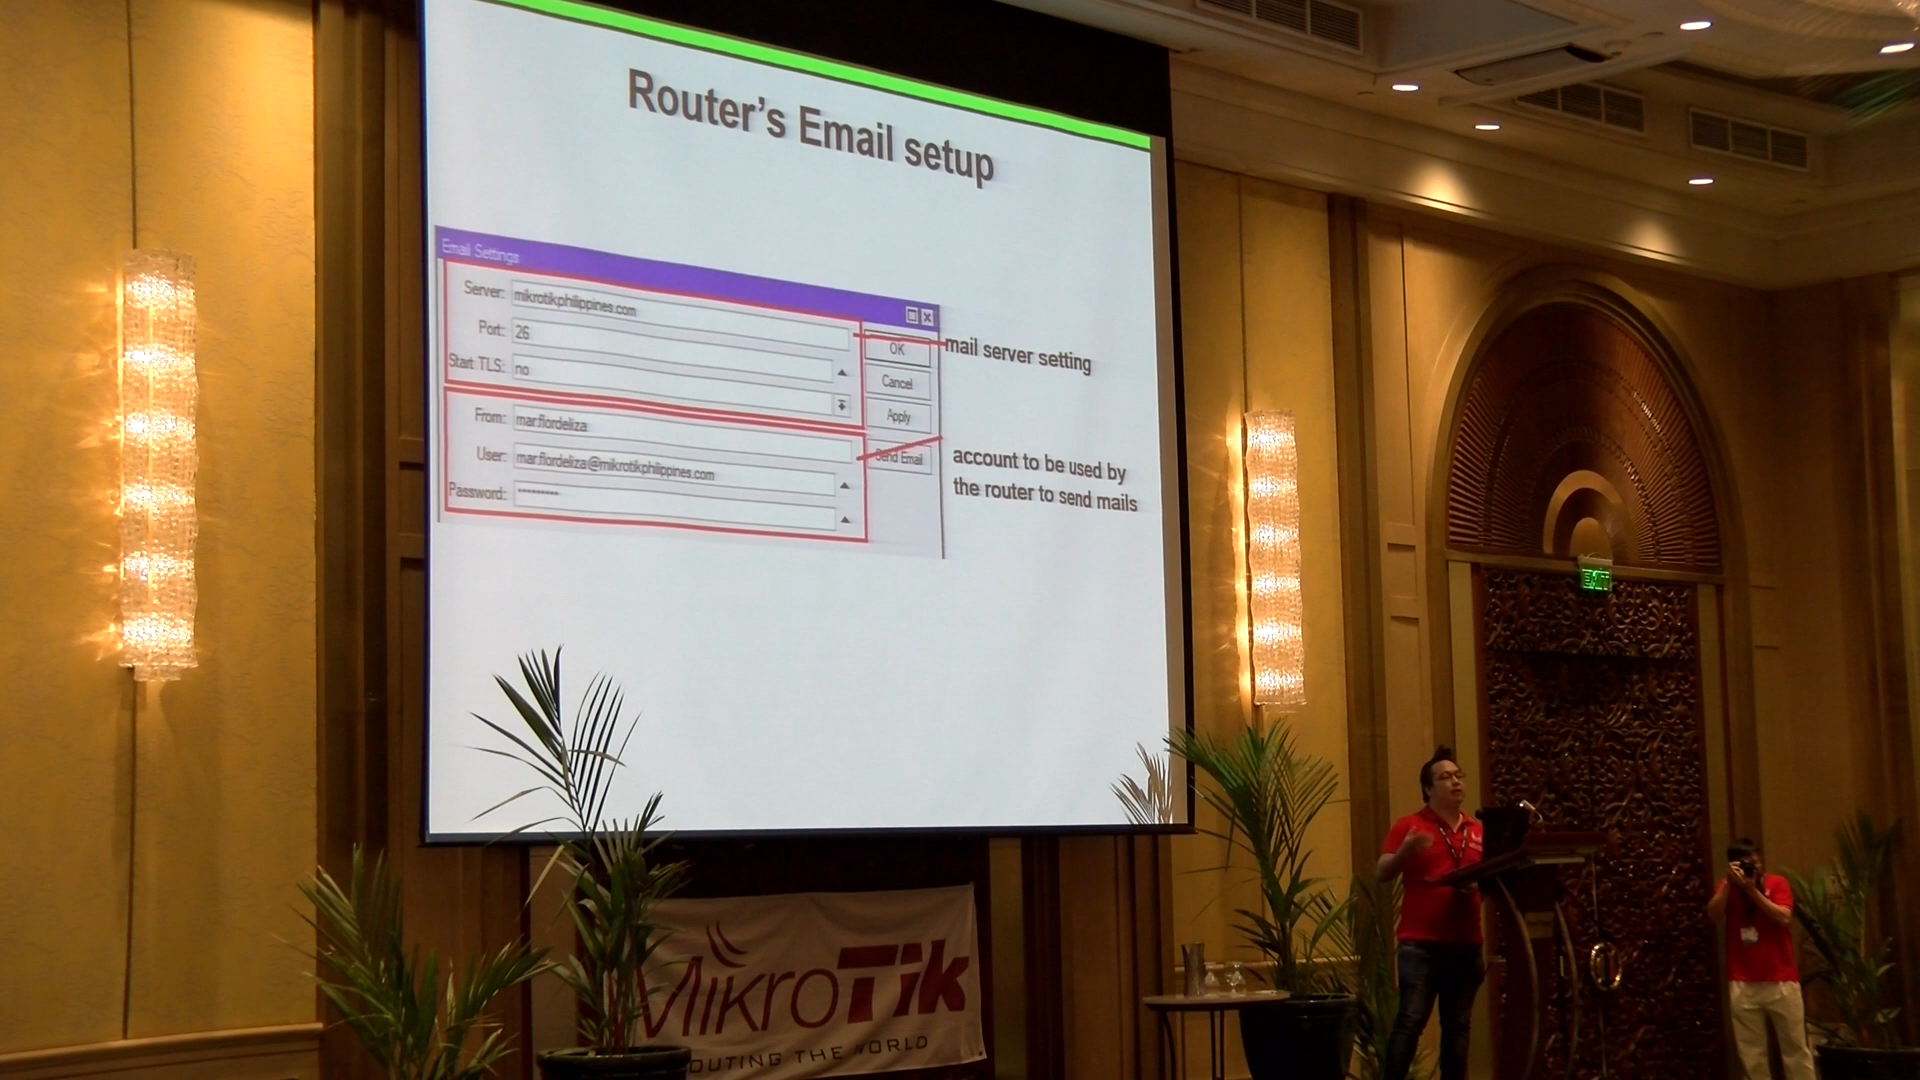 Router's Email setup
Email Settings
Server: mikrotikphilippines.com
Port: 26
Start TLS: no
From: mar.flordeliza
User: mar.flordeliza@mikrotikphilippines.com
Password: *********
OK
Cancel
Apply
Send Email
mail server setting
account to be used by
the router to send mails
EXIT
MikroTik
ROUTING THE WORLD